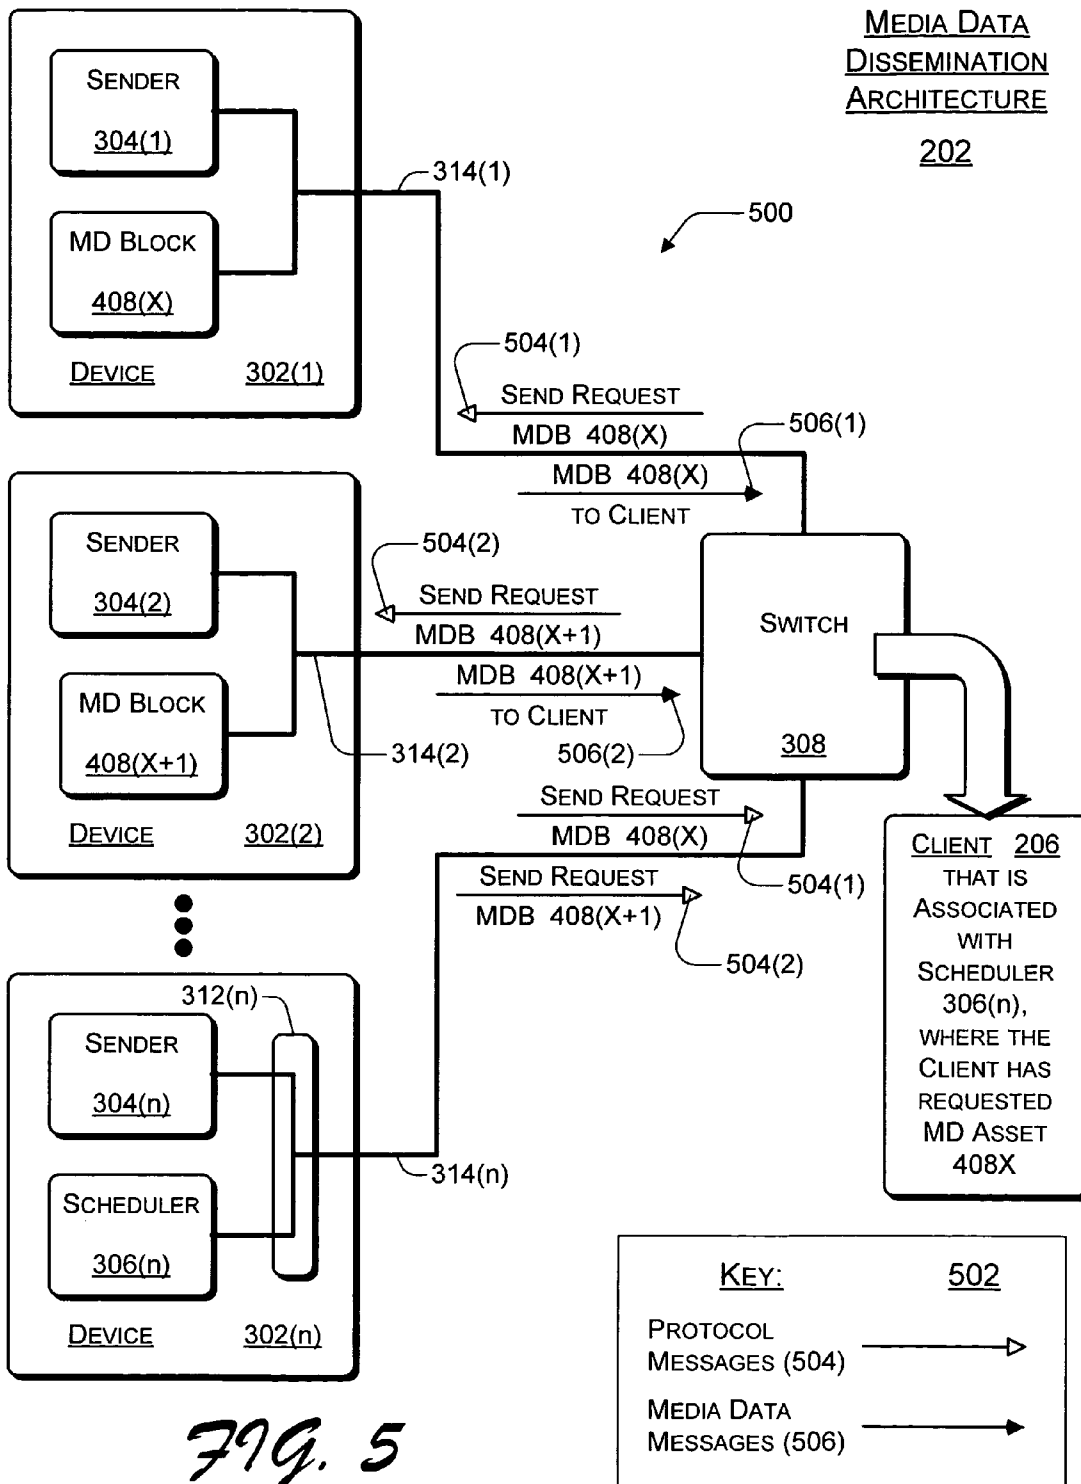 MEDIA DATA
DISSEMINATION
ARCHITECTURE
202
SENDER
304(1)
MD BLOCK
408(X)
DEVICE 302(1)
314(1)
500
504(1)
SEND REQUEST
MDB 408(X)
506(1)
MDB 408(X)
TO CLIENT
SENDER
304(2)
MD BLOCK
408(X+1)
DEVICE 302(2)
314(2)
504(2)
SEND REQUEST
MDB 408(X+1)
MDB 408(X+1)
TO CLIENT
506(2)
SWITCH
308
SEND REQUEST
MDB 408(X)
504(1)
SEND REQUEST
MDB 408(X+1)
504(2)
CLIENT 206
THAT IS
ASSOCIATED
WITH
SCHEDULER
306(n),
WHERE THE
CLIENT HAS
REQUESTED
MD ASSET
408X
312(n)
SENDER
304(n)
SCHEDULER
306(n)
DEVICE 302(n)
314(n)
KEY: 502
PROTOCOL
MESSAGES (504)
MEDIA DATA
MESSAGES (506)
FIG. 5